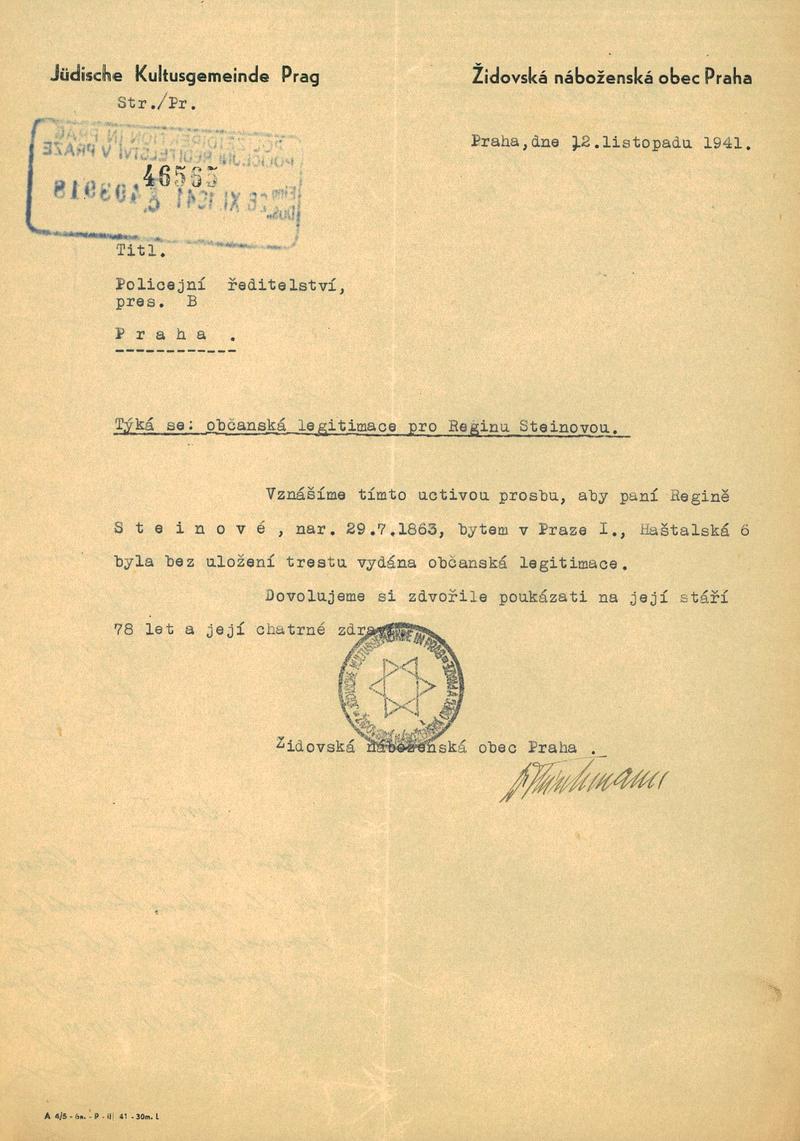 Jüdische Kultusgemeinde Prag
Židovská náboženská obec Praha
Str./Pr.
Praha, dne 12.listopadu 1941.
46565
Titl.
Policejní ředitelství,
pres. B
P r a h a .
Týká se: občanská legitimace pro Reginu Steinovou.
Vznášíme tímto uctivou prosbu, aby paní Regině
S t e i n o v é , nar. 29.7.1863, bytem v Praze I., Haštalská 6
byla bez uložení trestu vydána občanská legitimace.
Dovolujeme si zdvořile poukázati na její stáří
78 let a její chatrné
Židovská náboženská obec Praha .
A 4/5 - 6a. - P - II 41 - 30m. L